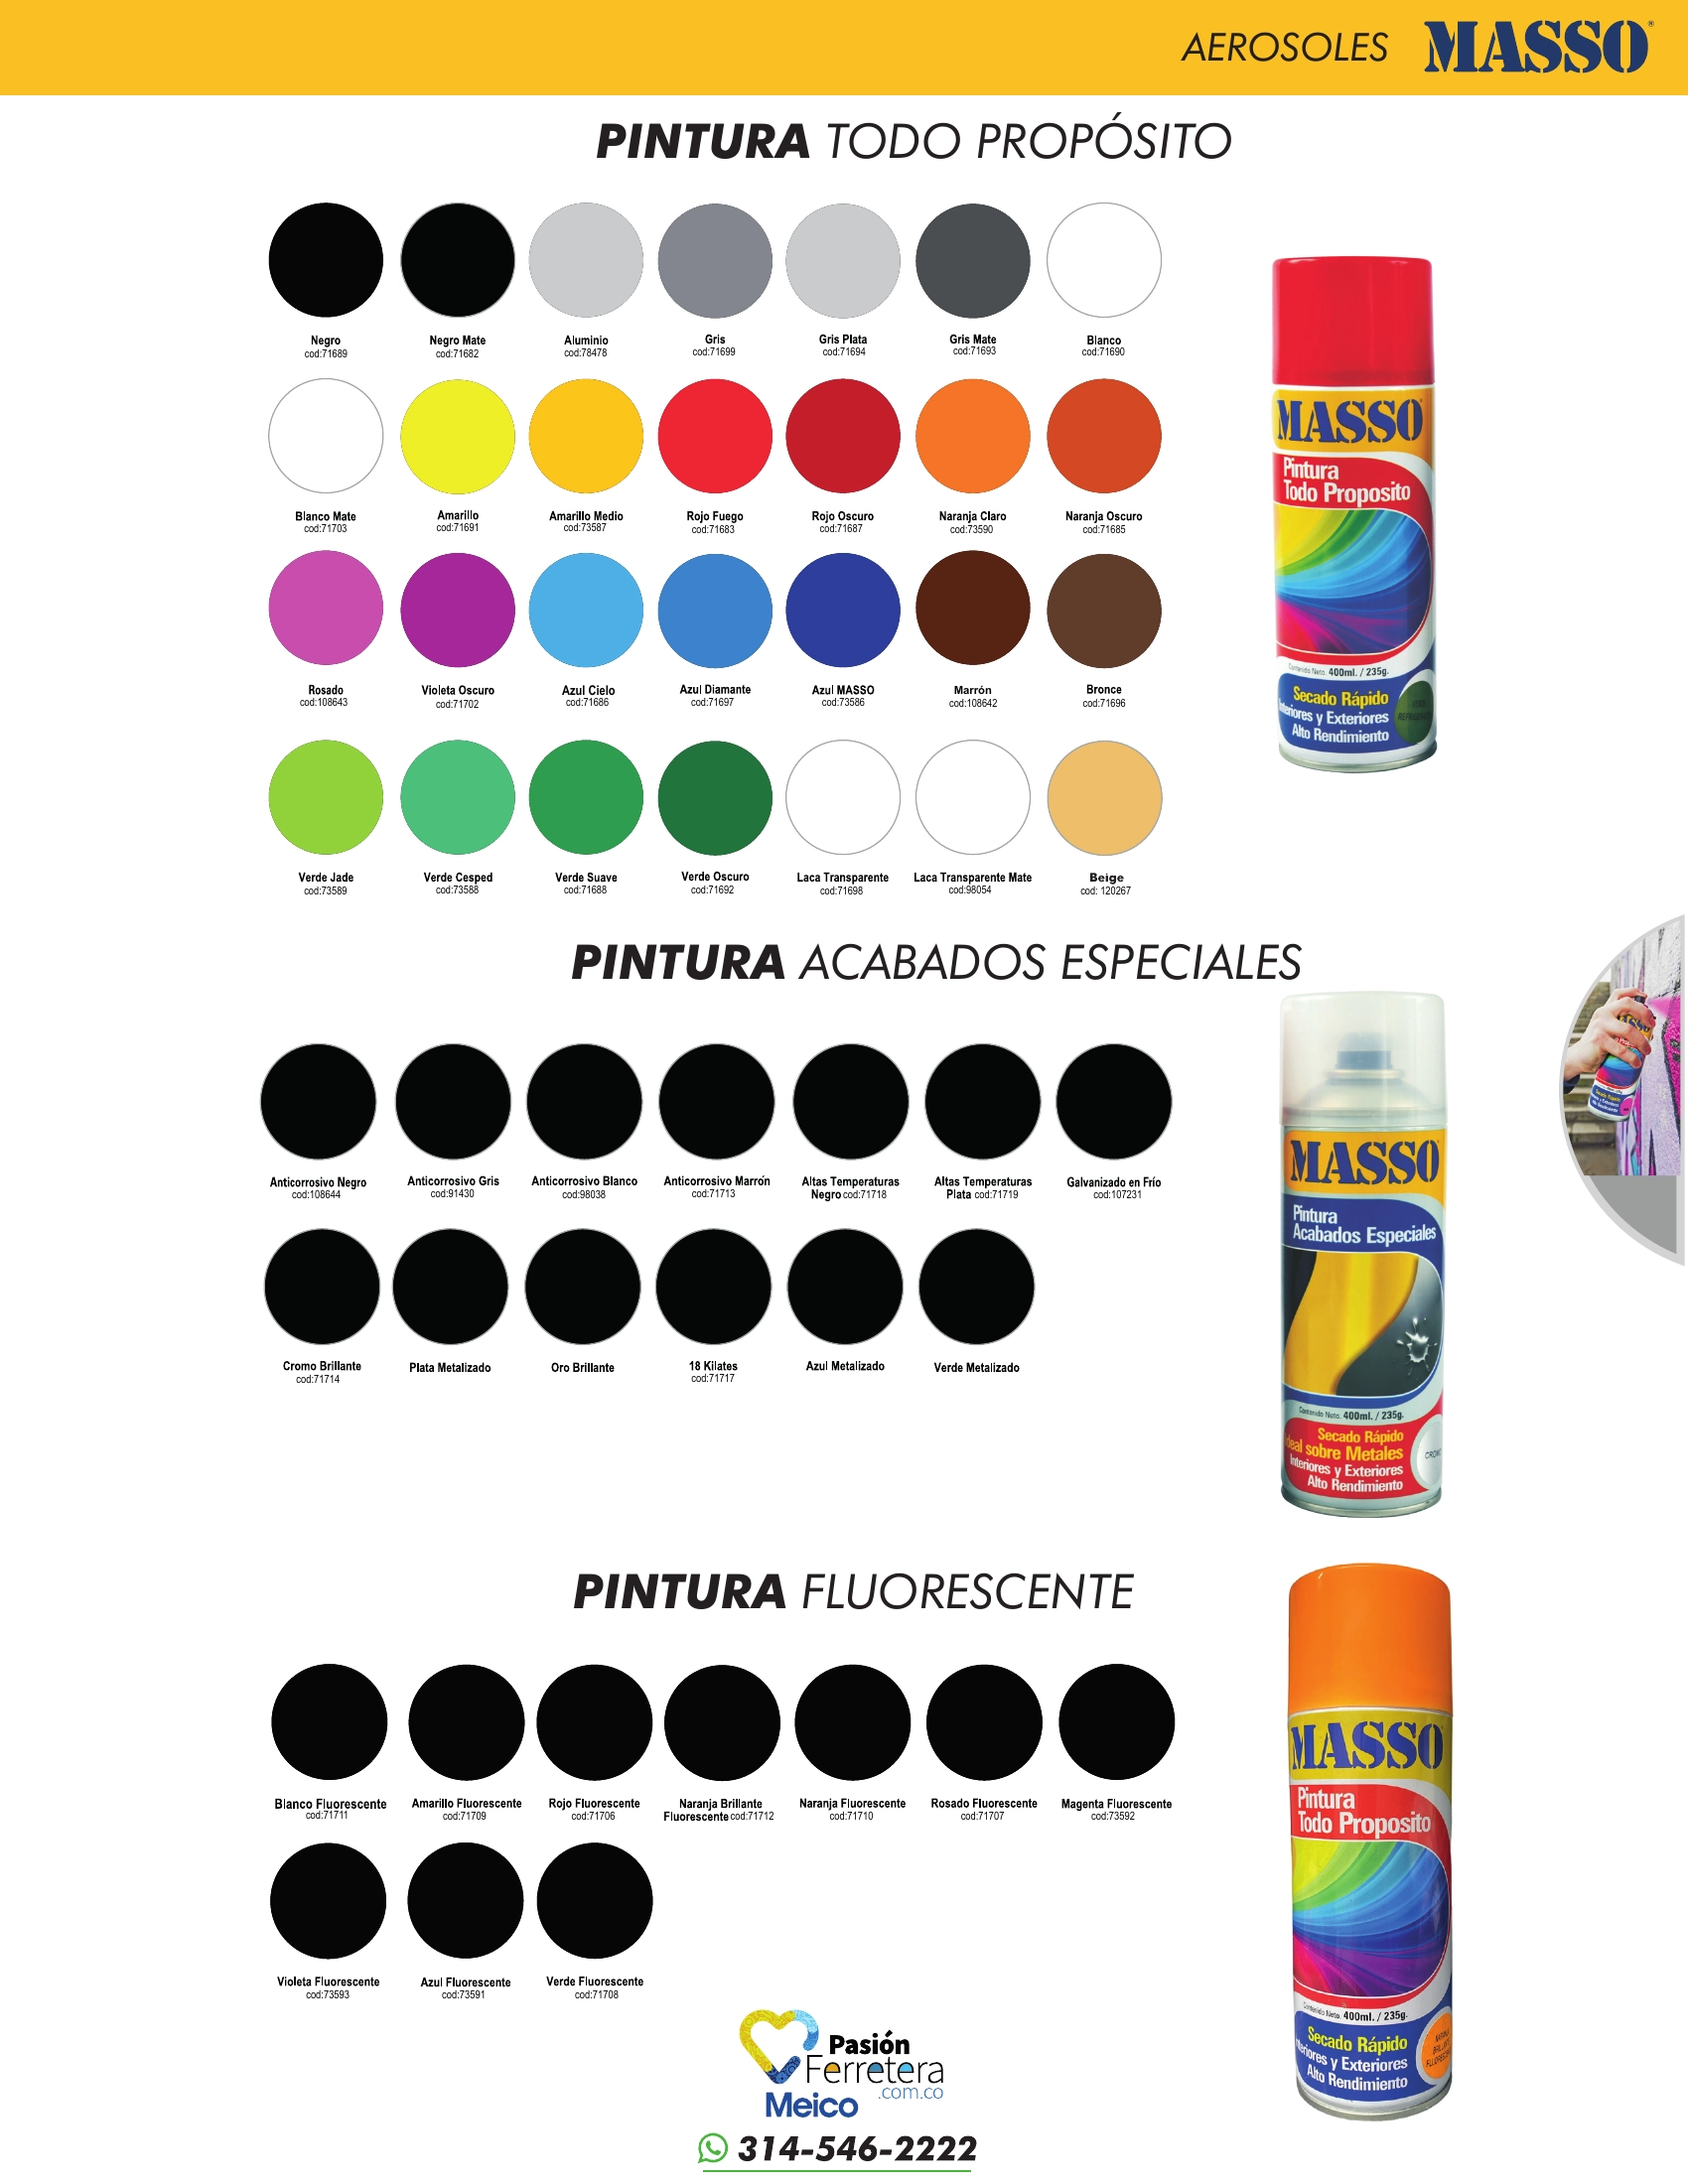 AEROSOLES MASSO®
PINTURA TODO PROPÓSITO
Negro
cod:71689
Negro Mate
cod:71682
Aluminio
cod:78478
Gris
cod:71699
Gris Plata
cod:71694
Gris Mate
cod:71693
Blanco
cod:71690
Blanco Mate
cod:71703
Amarillo
cod:71691
Amarillo Medio
cod:73587
Rojo Fuego
cod:71683
Rojo Oscuro
cod:71687
Naranja Claro
cod:73590
Naranja Oscuro
cod:71685
Rosado
cod:108643
Violeta Oscuro
cod:71702
Azul Cielo
cod:71686
Azul Diamante
cod:71697
Azul MASSO
cod:73586
Marrón
cod:108642
Bronce
cod:71696
Verde Jade
cod:73589
Verde Cesped
cod:73588
Verde Suave
cod:71688
Verde Oscuro
cod:71692
Laca Transparente
cod:71698
Laca Transparente Mate
cod:98054
Beige
cod: 120267
MASSO
Pintura
Todo Proposito
Contenido Neto. 400ml. / 235g.
Secado Rápido
Interiores y Exteriores
Alto Rendimiento
PINTURA ACABADOS ESPECIALES
Anticorrosivo Negro
cod:108644
Anticorrosivo Gris
cod:91430
Anticorrosivo Blanco
cod:98038
Anticorrosivo Marrón
cod:71713
Altas Temperaturas
Negro cod:71718
Altas Temperaturas
Plata cod:71719
Galvanizado en Frío
cod:107231
Cromo Brillante
cod:71714
Plata Metalizado
Oro Brillante
18 Kilates
cod:71717
Azul Metalizado
Verde Metalizado
MASSO
Pintura
Acabados Especiales
Contenido Neto. 400ml. / 235g.
Secado Rápido
Ideal sobre Metales
Interiores y Exteriores
Alto Rendimiento
PINTURA FLUORESCENTE
Blanco Fluorescente
cod:71711
Amarillo Fluorescente
cod:71709
Rojo Fluorescente
cod:71706
Naranja Brillante
Fluorescente cod:71712
Naranja Fluorescente
cod:71710
Rosado Fluorescente
cod:71707
Magenta Fluorescente
cod:73592
Violeta Fluorescente
cod:73593
Azul Fluorescente
cod:73591
Verde Fluorescente
cod:71708
MASSO
Pintura
Todo Proposito
Contenido Neto. 400ml. / 235g.
Secado Rápido
Interiores y Exteriores
Alto Rendimiento
NARANJA
BRILLANTE
FLUORESCENTE
Pasión
Ferretera
.com.co
Meico
314-546-2222